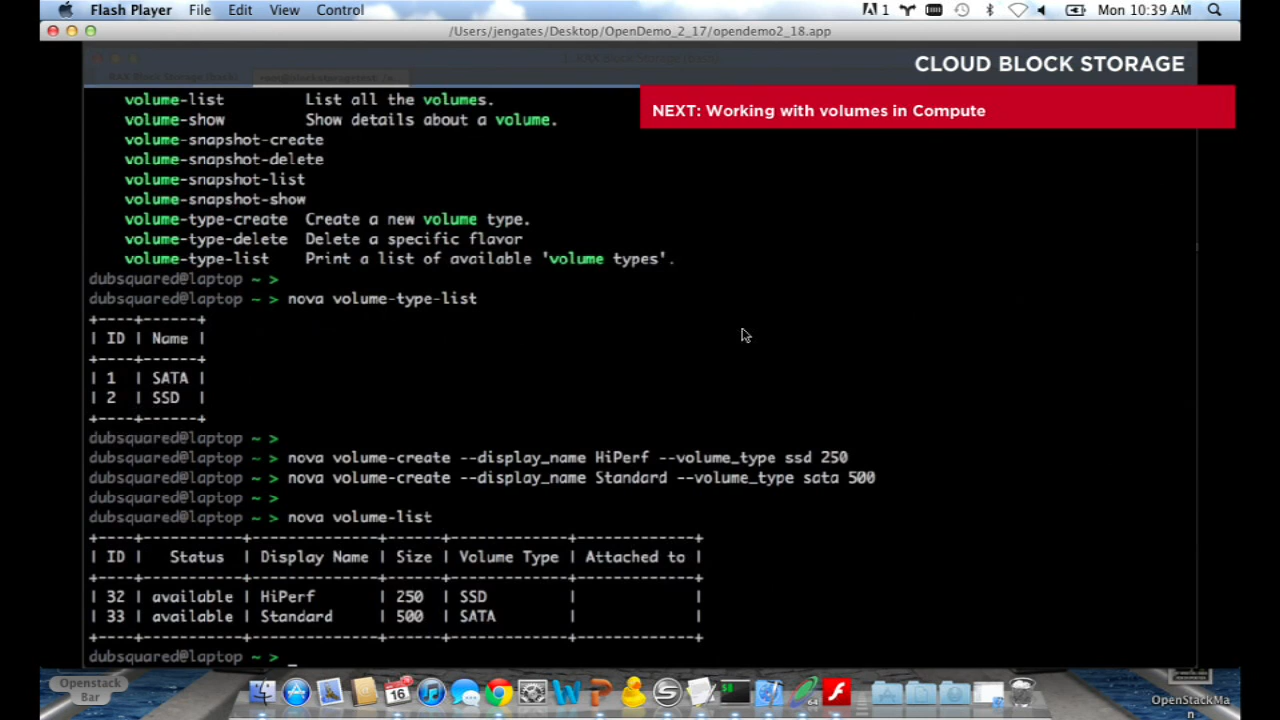 Flash Player File Edit View Control 1 Mon 10:39 AM
/Users/jengates/Desktop/OpenDemo_2_17/opendemo2_18.app
CLOUD BLOCK STORAGE
NEXT: Working with volumes in Compute
volume-list List all the volumes.
volume-show Show details about a volume.
volume-snapshot-create
volume-snapshot-delete
volume-snapshot-list
volume-snapshot-show
volume-type-create Create a new volume type.
volume-type-delete Delete a specific flavor
volume-type-list Print a list of available 'volume types'.
dubsquared@laptop ~ >
dubsquared@laptop ~ > nova volume-type-list
+----+------+
| ID | Name |
+----+------+
| 1 | SATA |
| 2 | SSD |
+----+------+
dubsquared@laptop ~ >
dubsquared@laptop ~ > nova volume-create --display_name HiPerf --volume_type ssd 250
dubsquared@laptop ~ > nova volume-create --display_name Standard --volume_type sata 500
dubsquared@laptop ~ >
dubsquared@laptop ~ > nova volume-list
+----+-----------+--------------+------+-------------+-------------+
| ID | Status | Display Name | Size | Volume Type | Attached to |
+----+-----------+--------------+------+-------------+-------------+
| 32 | available | HiPerf | 250 | SSD | |
| 33 | available | Standard | 500 | SATA | |
+----+-----------+--------------+------+-------------+-------------+
dubsquared@laptop ~ > _
Openstack
Bar
16
64
OpenStackMa
n